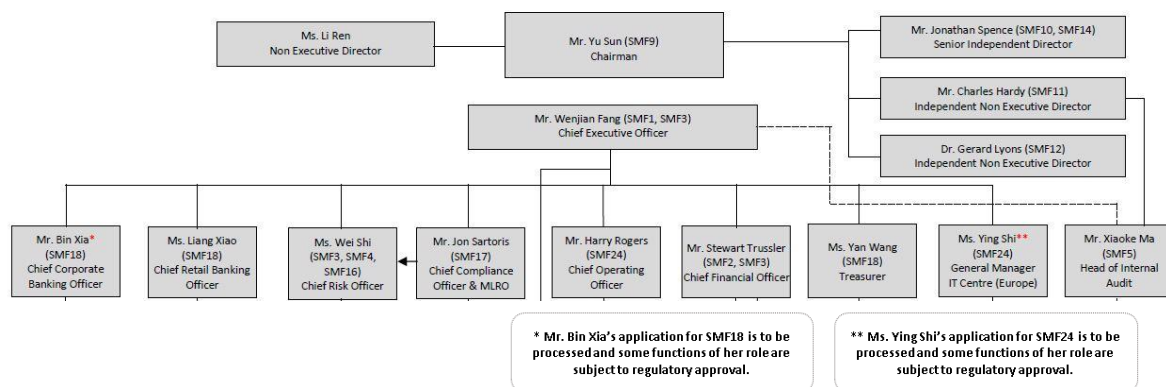 Ms. Li Ren
Non Executive Director
Mr. Yu Sun (SMF9)
Chairman
Mr. Jonathan Spence (SMF10, SMF14)
Senior Independent Director
Mr. Charles Hardy (SMF11)
Independent Non Executive Director
Mr. Wenjian Fang (SMF1, SMF3)
Chief Executive Officer
Dr. Gerard Lyons (SMF12)
Independent Non Executive Director
Mr. Bin Xia*
(SMF18)
Chief Corporate
Banking Officer
Ms. Liang Xiao
(SMF18)
Chief Retail Banking
Officer
Ms. Wei Shi
(SMF3, SMF4,
SMF16)
Chief Risk Officer
Mr. Jon Sartoris
(SMF17)
Chief Compliance
Officer & MLRO
Mr. Harry Rogers
(SMF24)
Chief Operating
Officer
Mr. Stewart Trussler
(SMF2, SMF3)
Chief Financial Officer
Ms. Yan Wang
(SMF18)
Treasurer
Ms. Ying Shi**
(SMF24)
General Manager
IT Centre (Europe)
Mr. Xiaoke Ma
(SMF5)
Head of Internal
Audit
* Mr. Bin Xia's application for SMF18 is to be
processed and some functions of her role are
subject to regulatory approval.
** Ms. Ying Shi's application for SMF24 is to be
processed and some functions of her role are
subject to regulatory approval.